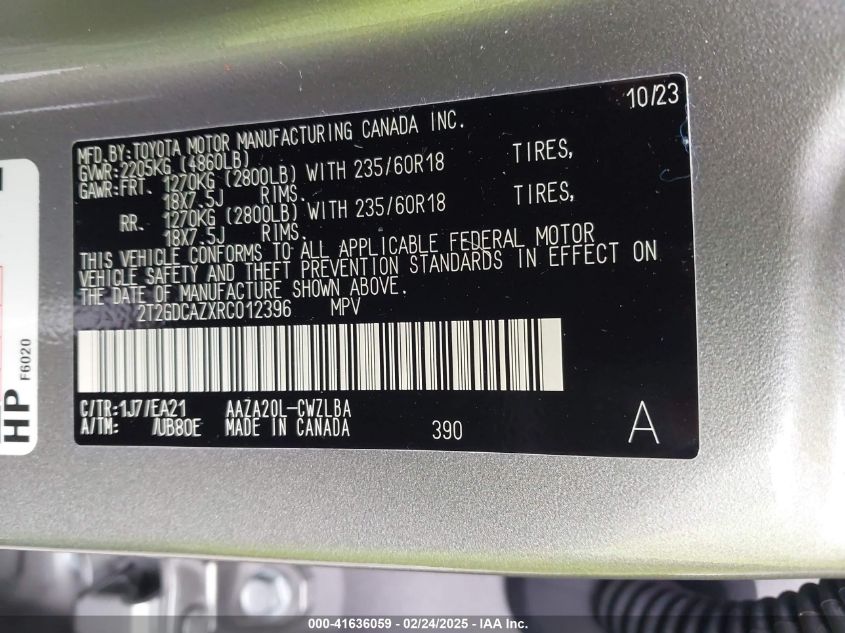 10/23
MFD.BY:TOYOTA MOTOR MANUFACTURING CANADA INC.
GVWR:2205KG (4860LB)
GAWR:FRT. 1270KG (2800LB) WITH 235/60R18 TIRES,
18X7.5J RIMS.
RR. 1270KG (2800LB) WITH 235/60R18 TIRES,
18X7.5J RIMS.
THIS VEHICLE CONFORMS TO ALL APPLICABLE FEDERAL MOTOR
VEHICLE SAFETY AND THEFT PREVENTION STANDARDS IN EFFECT ON
THE DATE OF MANUFACTURE SHOWN ABOVE.
2T2GDCAZXRC012396 MPV
C/TR:1J7/EA21 AAZA20L-CWZLBA
A/TM: /UB80E MADE IN CANADA 390 A
HP F6020
000-41636059 - 02/24/2025 - IAA Inc.